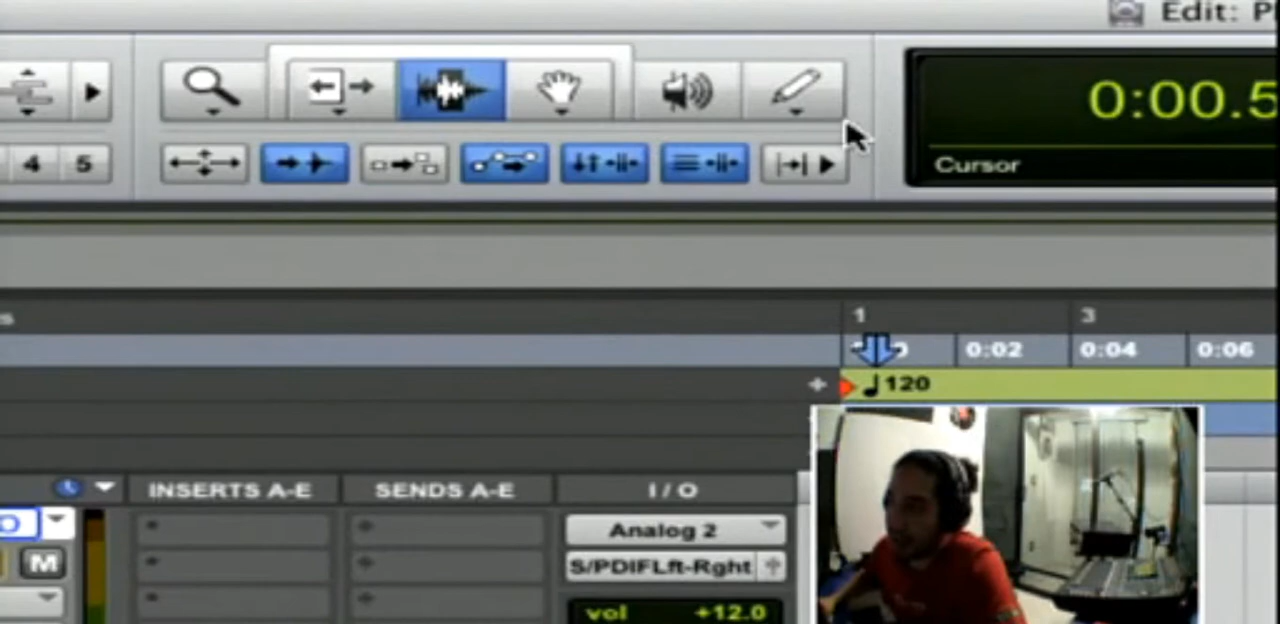 Edit: P
4 5
0:00.5
Cursor
s
1 3
0:02 0:04 0:06
+ 120
INSERTS A-E SENDS A-E I/O
Analog 2
M
S/PDIFLft-Rght
vol +12.0